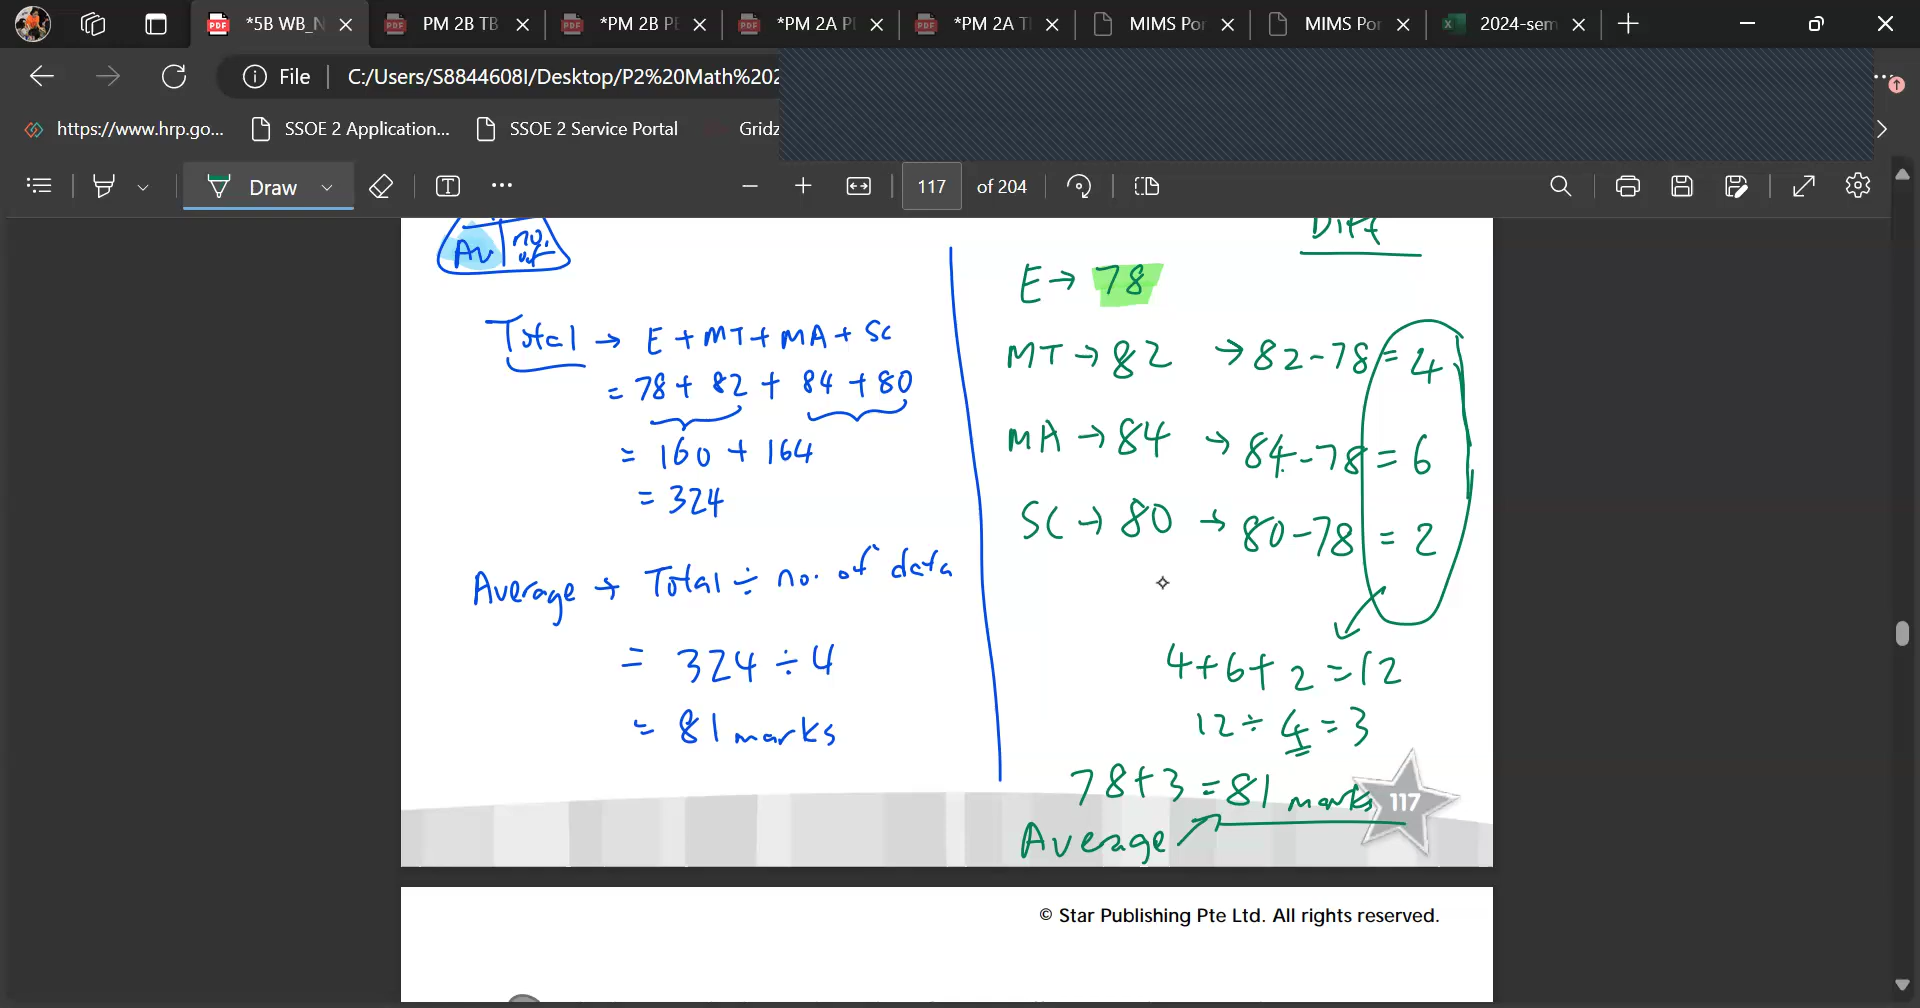 *5B WB_N
PM 2B TB
*PM 2B PE
*PM 2A PI
*PM 2A TI
MIMS Por
MIMS Por
2024-sem
File
C:/Users/S8844608I/Desktop/P2%20Math%202
https://www.hrp.go...
SSOE 2 Application...
SSOE 2 Service Portal
Gridz
Draw
117
of 204
AV no. of
Total → E + MT + MA + SC
= 78 + 82 + 84 + 80
= 160 + 164
= 324
Average → Total ÷ no. of data
= 324 ÷ 4
= 81 marks
Diff
E → 78
MT → 82 → 82-78 = 4
MA → 84 → 84-78 = 6
SC → 80 → 80-78 = 2
4+6+2 = 12
12 ÷ 4 = 3
78+3 = 81 marks
Average
117
© Star Publishing Pte Ltd. All rights reserved.